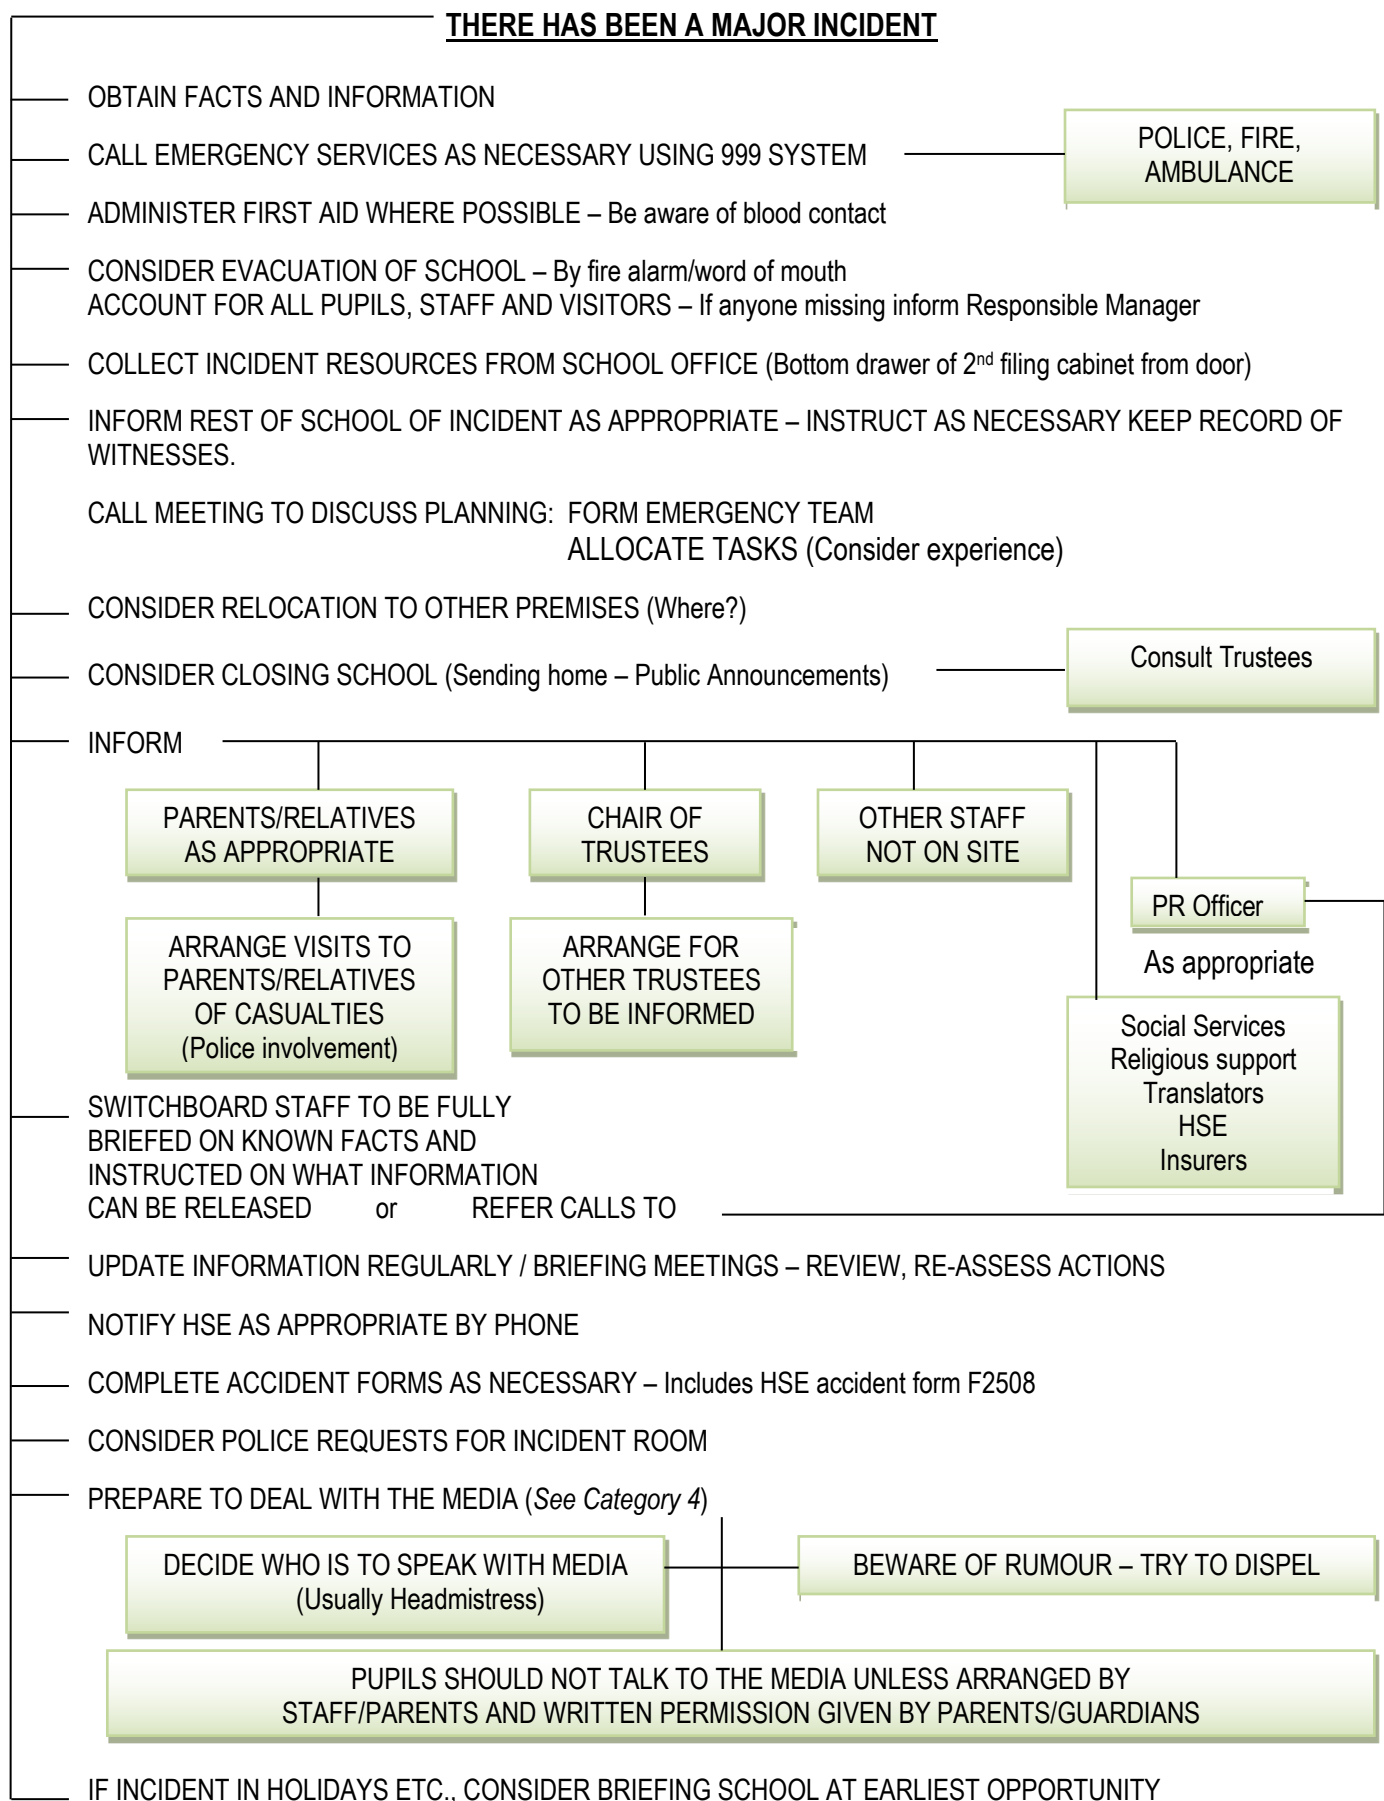 THERE HAS BEEN A MAJOR INCIDENT
OBTAIN FACTS AND INFORMATION
CALL EMERGENCY SERVICES AS NECESSARY USING 999 SYSTEM
POLICE, FIRE,
AMBULANCE
ADMINISTER FIRST AID WHERE POSSIBLE – Be aware of blood contact
CONSIDER EVACUATION OF SCHOOL – By fire alarm/word of mouth
ACCOUNT FOR ALL PUPILS, STAFF AND VISITORS – If anyone missing inform Responsible Manager
COLLECT INCIDENT RESOURCES FROM SCHOOL OFFICE (Bottom drawer of 2nd filing cabinet from door)
INFORM REST OF SCHOOL OF INCIDENT AS APPROPRIATE – INSTRUCT AS NECESSARY KEEP RECORD OF
WITNESSES.
CALL MEETING TO DISCUSS PLANNING: FORM EMERGENCY TEAM
ALLOCATE TASKS (Consider experience)
CONSIDER RELOCATION TO OTHER PREMISES (Where?)
CONSIDER CLOSING SCHOOL (Sending home – Public Announcements)
Consult Trustees
INFORM
PARENTS/RELATIVES
AS APPROPRIATE
CHAIR OF
TRUSTEES
OTHER STAFF
NOT ON SITE
PR Officer
ARRANGE VISITS TO
PARENTS/RELATIVES
OF CASUALTIES
(Police involvement)
ARRANGE FOR
OTHER TRUSTEES
TO BE INFORMED
As appropriate
Social Services
Religious support
Translators
HSE
Insurers
SWITCHBOARD STAFF TO BE FULLY
BRIEFED ON KNOWN FACTS AND
INSTRUCTED ON WHAT INFORMATION
CAN BE RELEASED or REFER CALLS TO
UPDATE INFORMATION REGULARLY / BRIEFING MEETINGS – REVIEW, RE-ASSESS ACTIONS
NOTIFY HSE AS APPROPRIATE BY PHONE
COMPLETE ACCIDENT FORMS AS NECESSARY – Includes HSE accident form F2508
CONSIDER POLICE REQUESTS FOR INCIDENT ROOM
PREPARE TO DEAL WITH THE MEDIA (See Category 4)
DECIDE WHO IS TO SPEAK WITH MEDIA
(Usually Headmistress)
BEWARE OF RUMOUR – TRY TO DISPEL
PUPILS SHOULD NOT TALK TO THE MEDIA UNLESS ARRANGED BY
STAFF/PARENTS AND WRITTEN PERMISSION GIVEN BY PARENTS/GUARDIANS
IF INCIDENT IN HOLIDAYS ETC., CONSIDER BRIEFING SCHOOL AT EARLIEST OPPORTUNITY